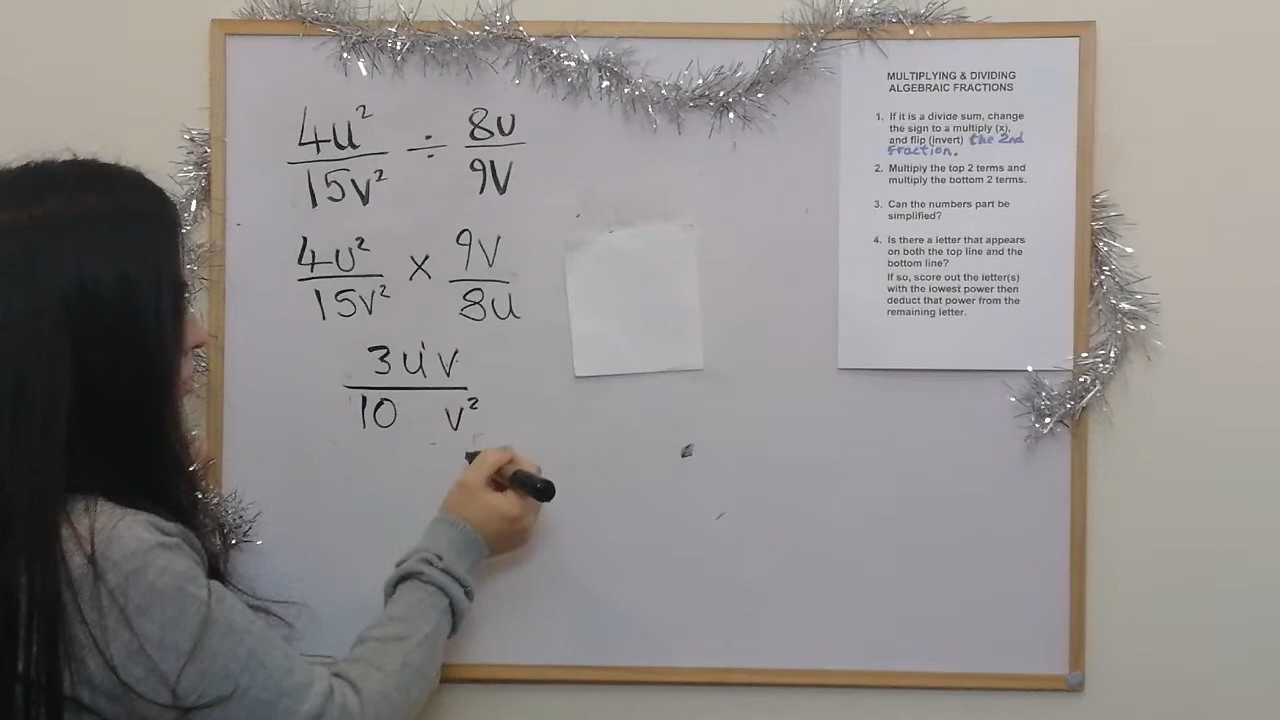 4u²/15v² ÷ 8u/9v
4u²/15v² × 9v/8u
3u¹v/10 v²
MULTIPLYING & DIVIDING
ALGEBRAIC FRACTIONS
1. If it is a divide sum, change
the sign to a multiply (x),
and flip (invert) the 2nd
fraction.
2. Multiply the top 2 terms and
multiply the bottom 2 terms.
3. Can the numbers part be
simplified?
4. Is there a letter that appears
on both the top line and the
bottom line?
If so, score out the letter(s)
with the lowest power then
deduct that power from the
remaining letter.